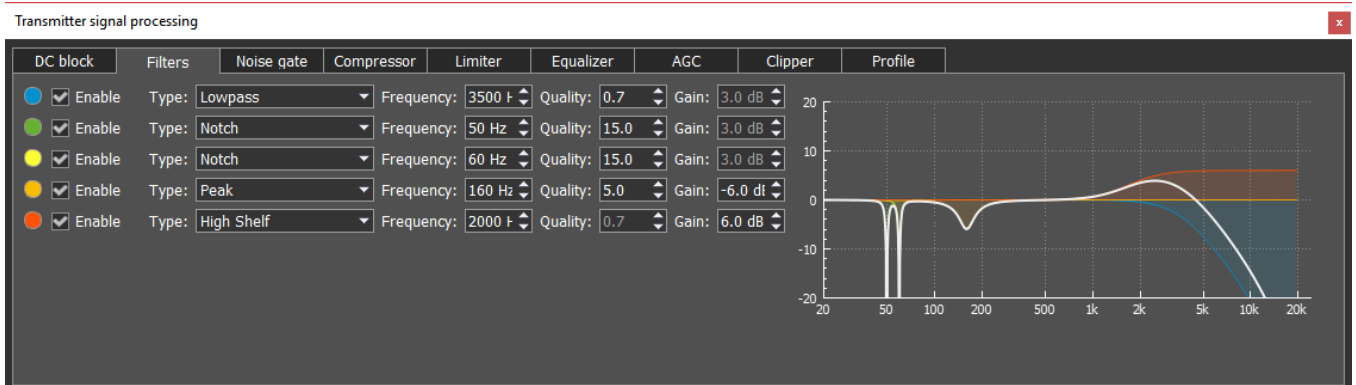 Transmitter signal processing x
DC block Filters Noise gate Compressor Limiter Equalizer AGC Clipper Profile
Enable Type: Lowpass Frequency: 3500 H Quality: 0.7 Gain: 3.0 dB
Enable Type: Notch Frequency: 50 Hz Quality: 15.0 Gain: 3.0 dB
Enable Type: Notch Frequency: 60 Hz Quality: 15.0 Gain: 3.0 dB
Enable Type: Peak Frequency: 160 Hz Quality: 5.0 Gain: -6.0 dB
Enable Type: High Shelf Frequency: 2000 H Quality: 0.7 Gain: 6.0 dB
20
10
0
-10
-20
20 50 100 200 500 1k 2k 5k 10k 20k